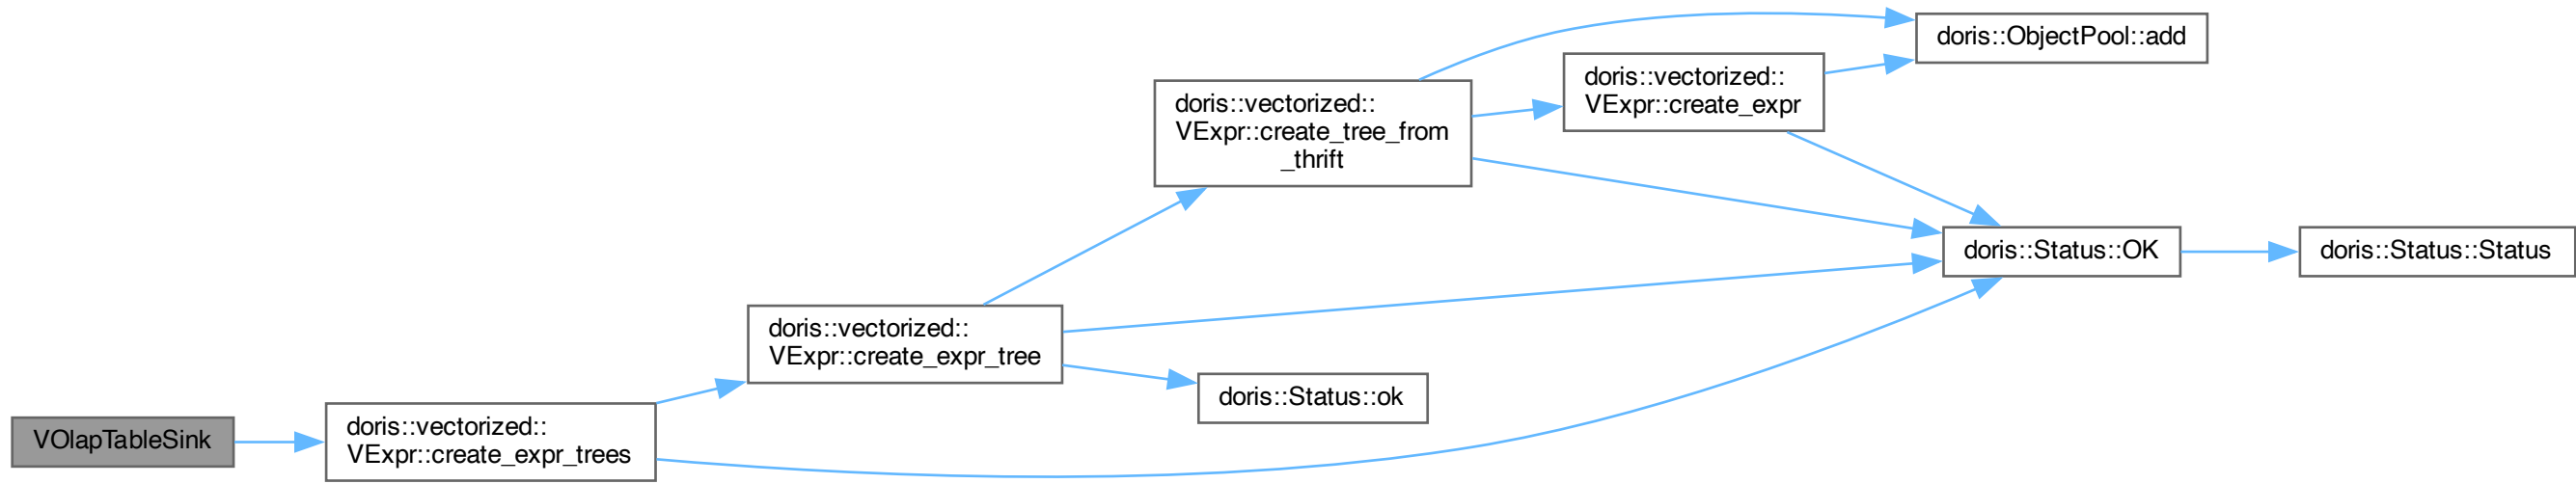 doris::ObjectPool::add
doris::vectorized::
VExpr::create_expr
doris::vectorized::
VExpr::create_tree_from
_thrift
doris::Status::OK
doris::Status::Status
doris::vectorized::
VExpr::create_expr_tree
doris::Status::ok
VOlapTableSink
doris::vectorized::
VExpr::create_expr_trees